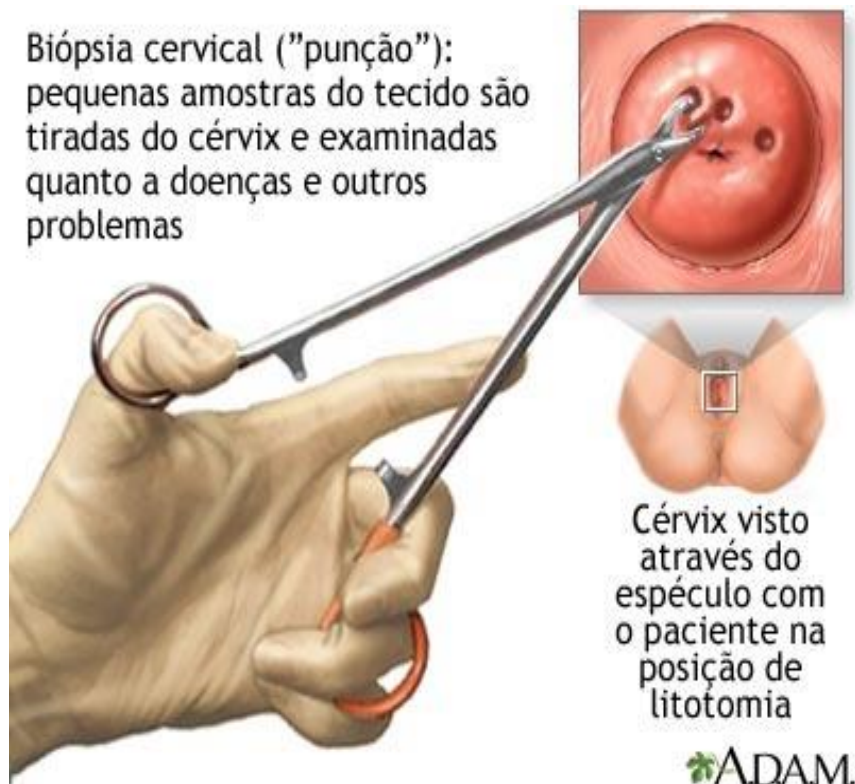 Biópsia cervical (”punção”):
pequenas amostras do tecido são
tiradas do cérvix e examinadas
quanto a doenças e outros
problemas
Cérvix visto
através do
espéculo com
o paciente na
posição de
litotomia
A.D.A.M.